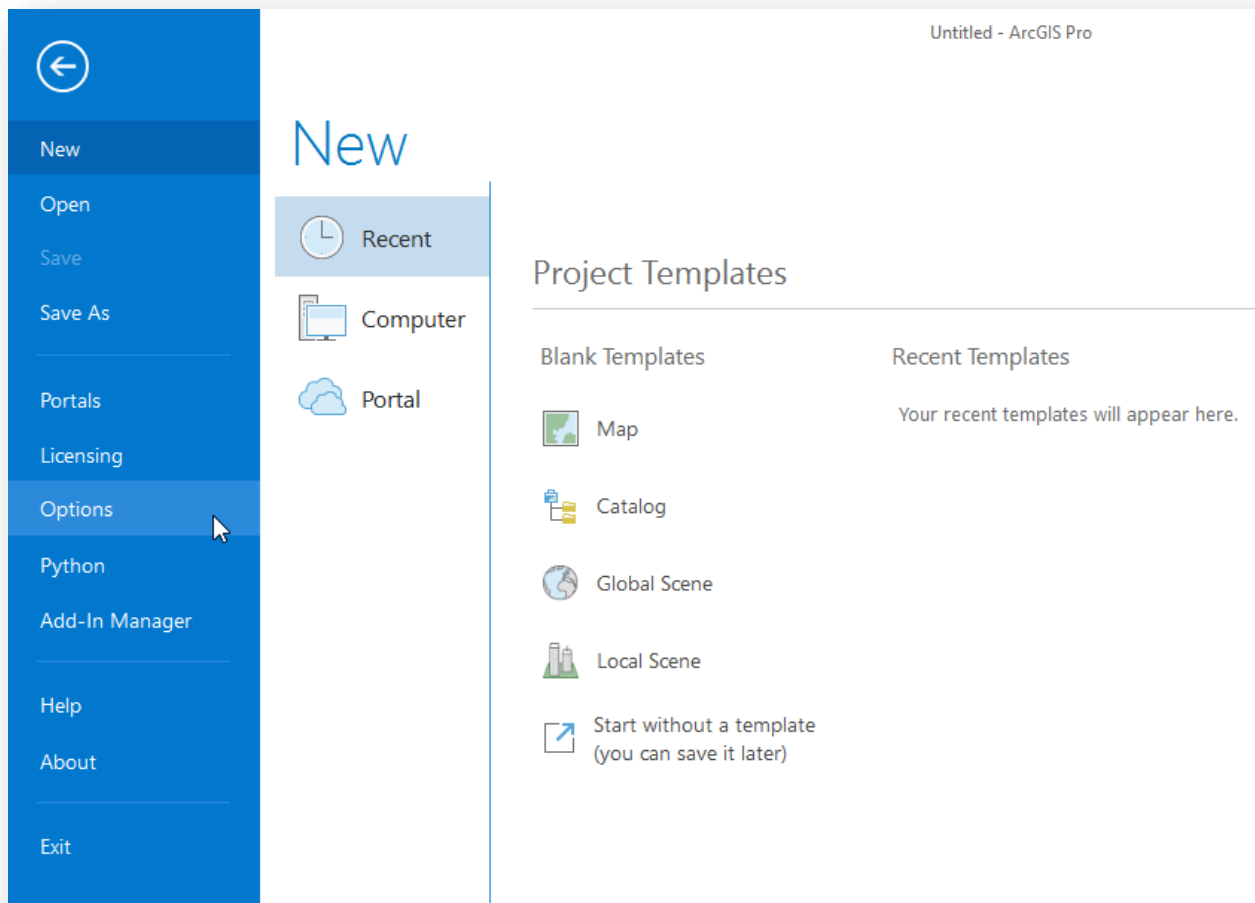 Untitled - ArcGIS Pro
New
Open
Save
Save As
Portals
Licensing
Options
Python
Add-In Manager
Help
About
Exit
New
Recent
Computer
Portal
Project Templates
Blank Templates
Map
Catalog
Global Scene
Local Scene
Start without a template
(you can save it later)
Recent Templates
Your recent templates will appear here.